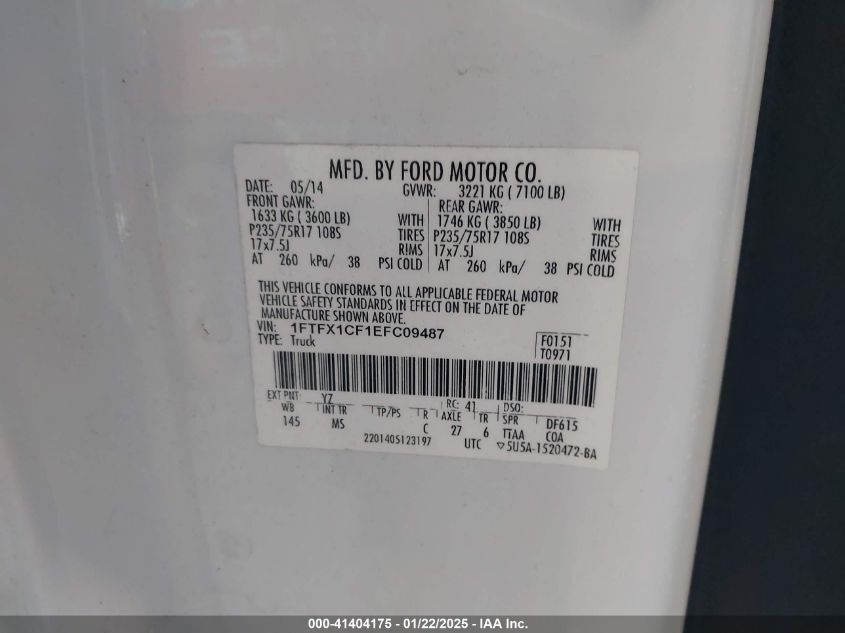 MFD. BY FORD MOTOR CO.
DATE: 05/14 GVWR: 3221 KG ( 7100 LB)
FRONT GAWR: REAR GAWR:
1633 KG ( 3600 LB) WITH 1746 KG ( 3850 LB) WITH
P235/75R17 108S TIRES P235/75R17 108S TIRES
17x7.5J RIMS 17x7.5J RIMS
AT 260 kPa/ 38 PSI COLD AT 260 kPa/ 38 PSI COLD
THIS VEHICLE CONFORMS TO ALL APPLICABLE FEDERAL MOTOR
VEHICLE SAFETY STANDARDS IN EFFECT ON THE DATE OF
MANUFACTURE SHOWN ABOVE.
VIN: 1FTFX1CF1EFC09487
TYPE: Truck
F0151
T0971
EXT PNT: YZ RC: 41 DSO:
WB INT TR TP/PS R AXLE TR SPR DF615
145 MS C 27 6 TTAA COA
2201405123197 UTC ▽5U5A-1520472-BA
000-41404175 — 01/22/2025 — IAA Inc.